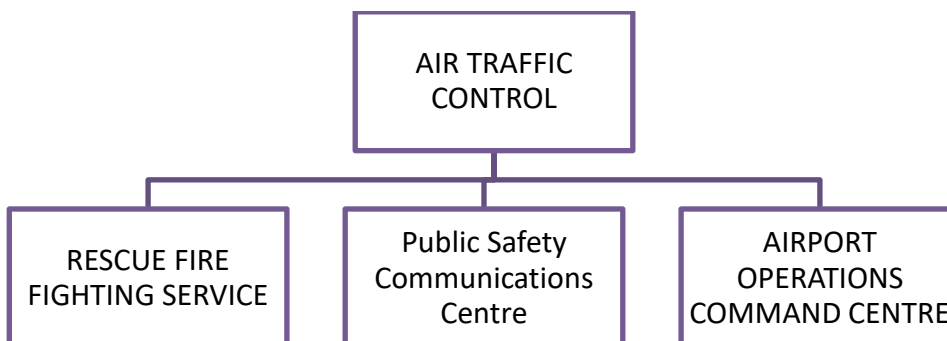 AIR TRAFFIC
CONTROL
RESCUE FIRE
FIGHTING SERVICE
Public Safety
Communications
Centre
AIRPORT
OPERATIONS
COMMAND CENTRE